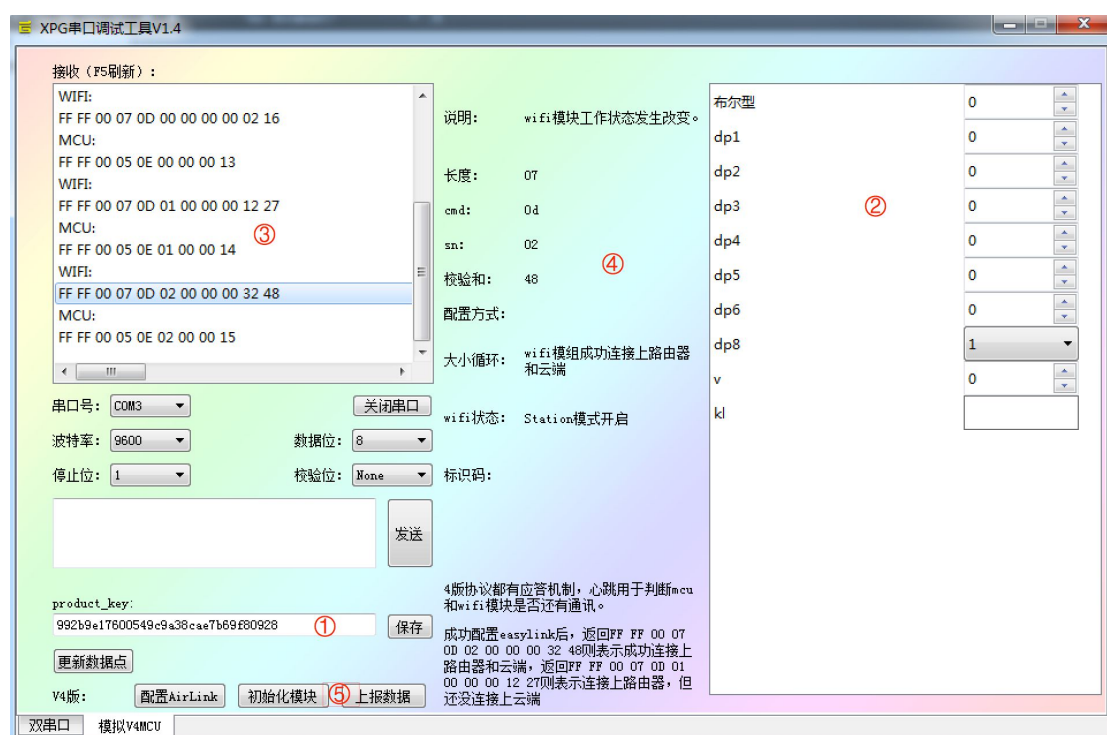 XPG串口调试工具V1.4
接收（F5刷新）:
WIFI:
FF FF 00 07 0D 00 00 00 00 02 16
MCU:
FF FF 00 05 0E 00 00 00 13
WIFI:
FF FF 00 07 0D 01 00 00 00 12 27
MCU:
FF FF 00 05 0E 01 00 00 14
WIFI:
FF FF 00 07 0D 02 00 00 00 32 48
MCU:
FF FF 00 05 0E 02 00 00 15
③
串口号: COM3 关闭串口
波特率: 9600 数据位: 8
停止位: 1 校验位: None
发送
product_key:
992b9e17600549c9a38cae7b69f80928 ① 保存
更新数据点
V4版: 配置AirLink 初始化模块 ⑤ 上报数据
双串口 模拟V4MCU
说明: wifi模块工作状态发生改变。
长度: 07
cmd: 0d
sn: 02
④
校验和: 48
配置方式:
大小循环: wifi模组成功连接上路由器
和云端
wifi状态: Station模式开启
标识码:
4版协议都有应答机制，心跳用于判断mcu
和wifi模块是否还有通讯。
成功配置easylink后，返回FF FF 00 07
0D 02 00 00 00 32 48则表示成功连接上
路由器和云端，返回FF FF 00 07 0D 01
00 00 00 12 27则表示连接上路由器，但
还没连接上云端
布尔型 0
dp1 0
dp2 0
dp3 ② 0
dp4 0
dp5 0
dp6 0
dp8 1
v 0
kl